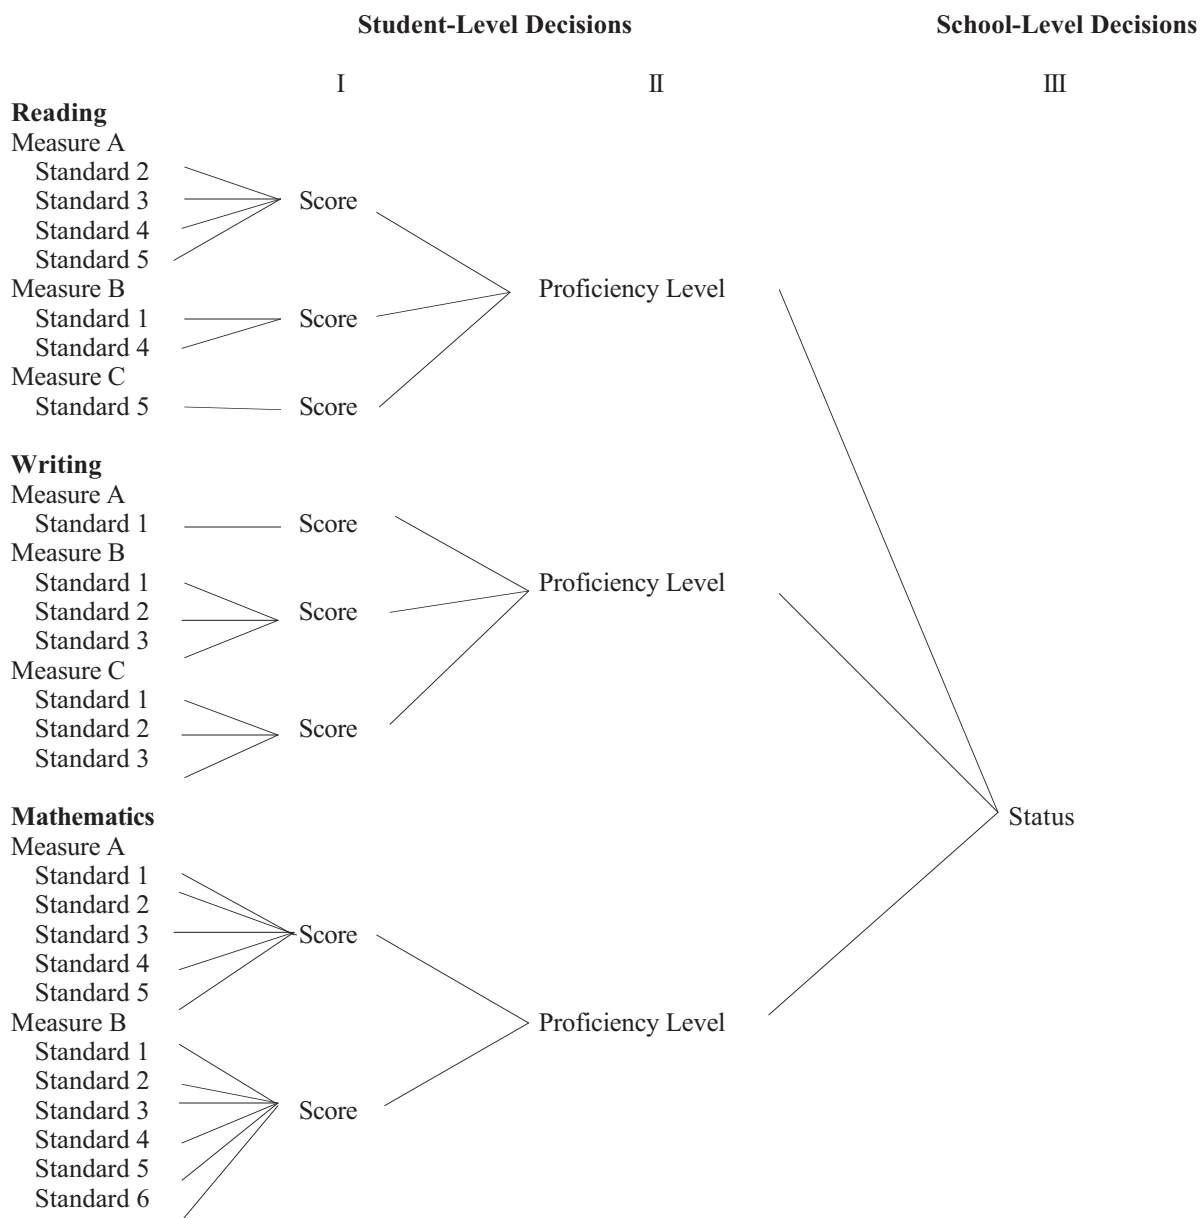 Student-Level Decisions School-Level Decisions
I II III
Reading
Measure A
Standard 2
Standard 3 Score
Standard 4
Standard 5
Measure B Proficiency Level
Standard 1 Score
Standard 4
Measure C
Standard 5 Score
Writing
Measure A
Standard 1 Score
Measure B
Standard 1 Proficiency Level
Standard 2 Score
Standard 3
Measure C
Standard 1
Standard 2 Score
Standard 3
Mathematics Status
Measure A
Standard 1
Standard 2
Standard 3 Score
Standard 4
Standard 5
Measure B Proficiency Level
Standard 1
Standard 2
Standard 3 Score
Standard 4
Standard 5
Standard 6